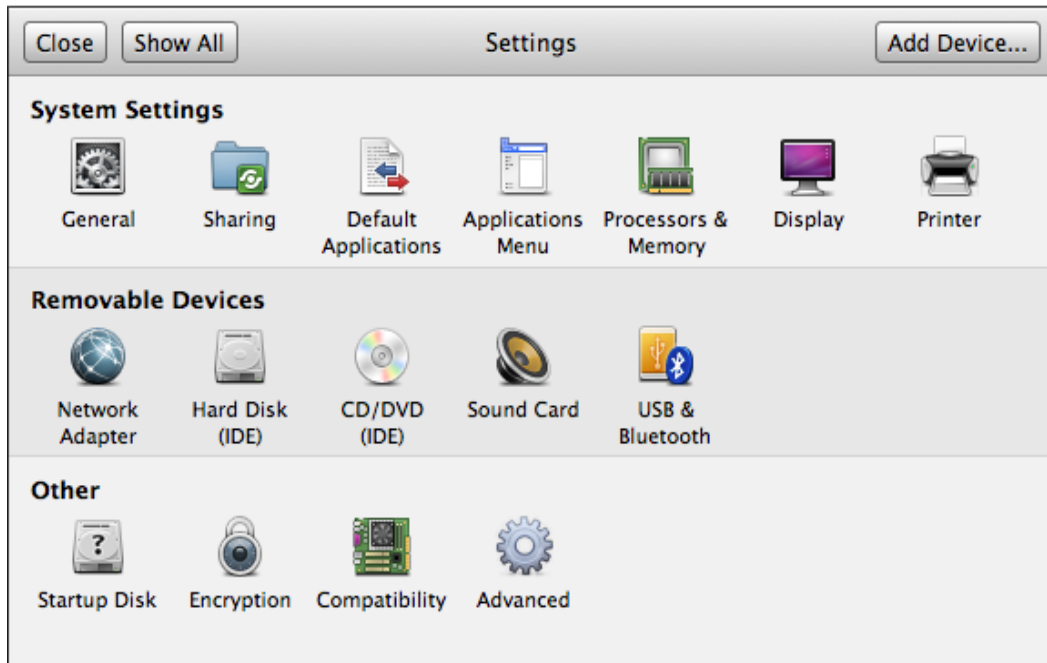 Close Show All Settings Add Device...
System Settings
General Sharing Default Applications Applications Menu Processors & Memory Display Printer
Removable Devices
Network Adapter Hard Disk (IDE) CD/DVD (IDE) Sound Card USB & Bluetooth
Other
?
Startup Disk Encryption Compatibility Advanced